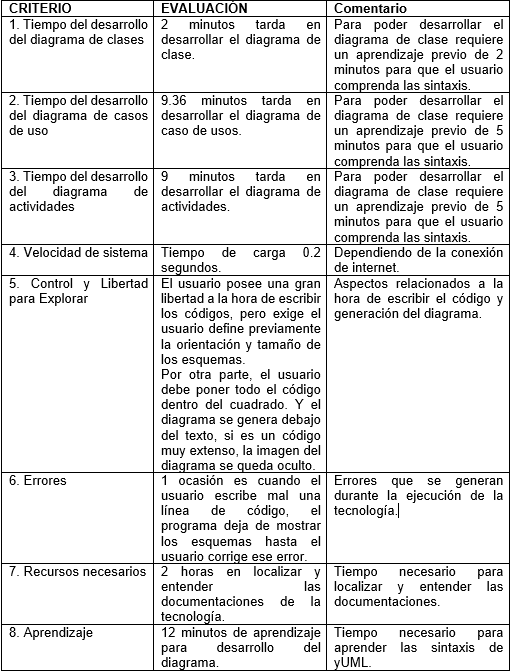 CRITERIO EVALUACIÓN Comentario
1. Tiempo del desarrollo del diagrama de clases
2 minutos tarda en
desarrollar el diagrama de
clase.
Para poder desarrollar el
diagrama de clase requiere
un aprendizaje previo de 2
minutos para que el usuario
comprenda las sintaxis.
2. Tiempo del desarrollo
del diagrama de casos
de uso
9.36 minutos tarda en
desarrollar el diagrama de
caso de usos.
Para poder desarrollar el
diagrama de clase requiere
un aprendizaje previo de 5
minutos para que el usuario
comprenda las sintaxis.
3. Tiempo del desarrollo
del diagrama de
actividades
9 minutos tarda en
desarrollar el diagrama de
actividades.
Para poder desarrollar el
diagrama de clase requiere
un aprendizaje previo de 5
minutos para que el usuario
comprenda las sintaxis.
4. Velocidad de sistema
Tiempo de carga 0.2
segundos.
Dependiendo de la conexión
de internet.
5. Control y Libertad
para Explorar
El usuario posee una gran
libertad a la hora de escribir
los códigos, pero exige el
usuario define previamente
la orientación y tamaño de
los esquemas.
Por otra parte, el usuario
debe poner todo el código
dentro del cuadrado. Y el
diagrama se genera debajo
del texto, si es un código
muy extenso, la imagen del
diagrama se queda oculto.
Aspectos relacionados a la
hora de escribir el código y
generación del diagrama.
6. Errores
1 ocasión es cuando el
usuario escribe mal una
línea de código, el
programa deja de mostrar
los esquemas hasta el
usuario corrige ese error.
Errores que se generan
durante la ejecución de la
tecnología.
7. Recursos necesarios
2 horas en localizar y
entender las
documentaciones de la
tecnología.
Tiempo necesario para
localizar y entender las
documentaciones.
8. Aprendizaje
12 minutos de aprendizaje
para desarrollo del
diagrama.
Tiempo necesario para
aprender las sintaxis de
yUML.